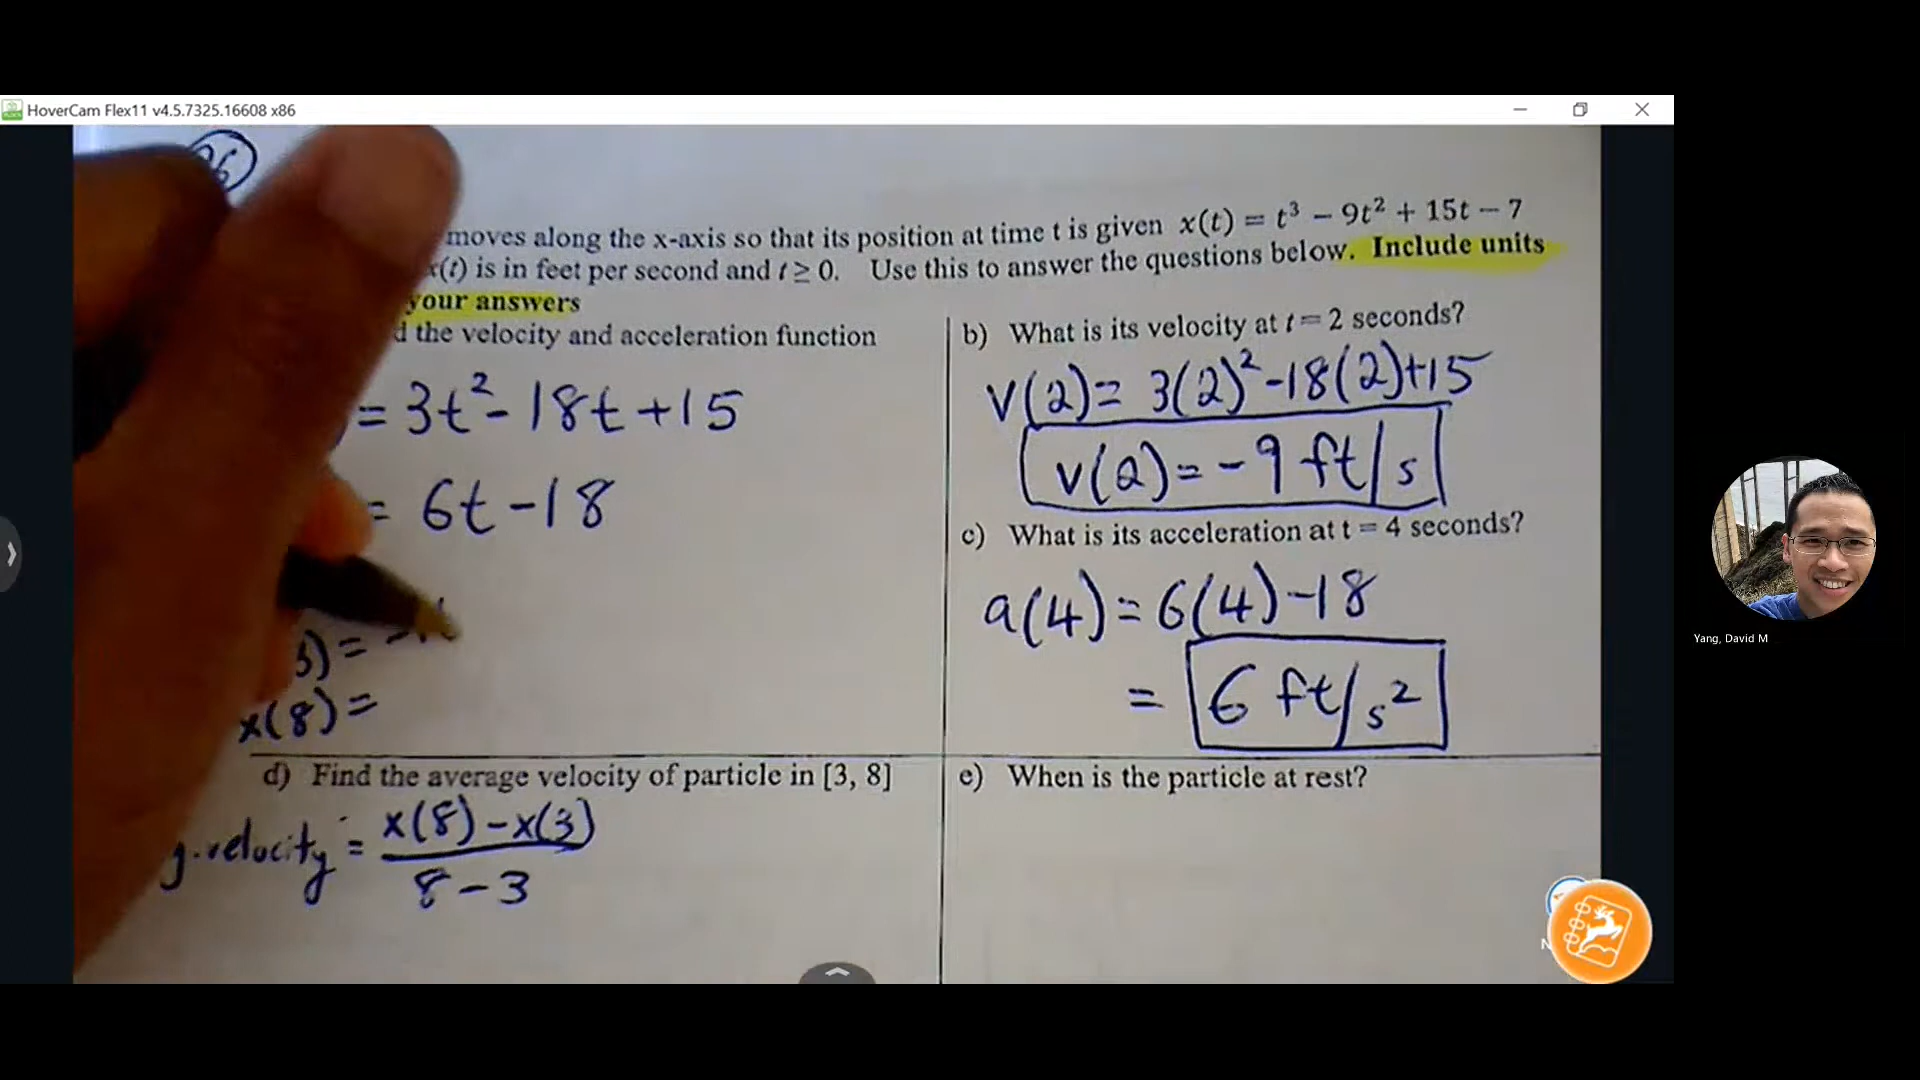 HoverCam Flex11 v4.5.7325.16608 x86
moves along the x-axis so that its position at time t is given x(t) = t³ − 9t² + 15t − 7
x(t) is in feet per second and t ≥ 0. Use this to answer the questions below. Include units
your answers
d the velocity and acceleration function
= 3t² - 18t + 15
= 6t - 18
3) =
x(8) =
b) What is its velocity at t = 2 seconds?
v(2) = 3(2)² - 18(2) + 15
v(2) = -9 ft/s
c) What is its acceleration at t = 4 seconds?
a(4) = 6(4) - 18
= 6 ft/s²
d) Find the average velocity of particle in [3, 8]
g. velocity = x(8) - x(3)
8 - 3
e) When is the particle at rest?
Yang, David M